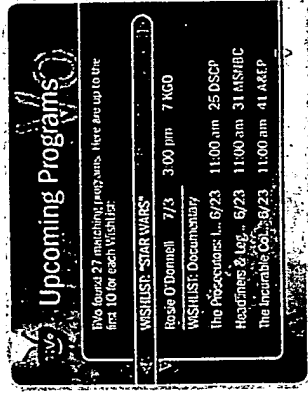 TiVo Upcoming Programs
TiVo found 27 matching programs. Here are up to the
first 10 for each WishList:
WISHLIST: "STAR WARS"
Rosie O'Donnell 7/3 3:00 pm 7 KGO
WISHLIST: Documentary
The Prosecutors: I... 6/23 11:00 am 25 DSCP
Headliners & Leg... 6/23 11:00 am 31 MSNBC
The Incurable Col... 6/23 11:00 am 41 A&EP